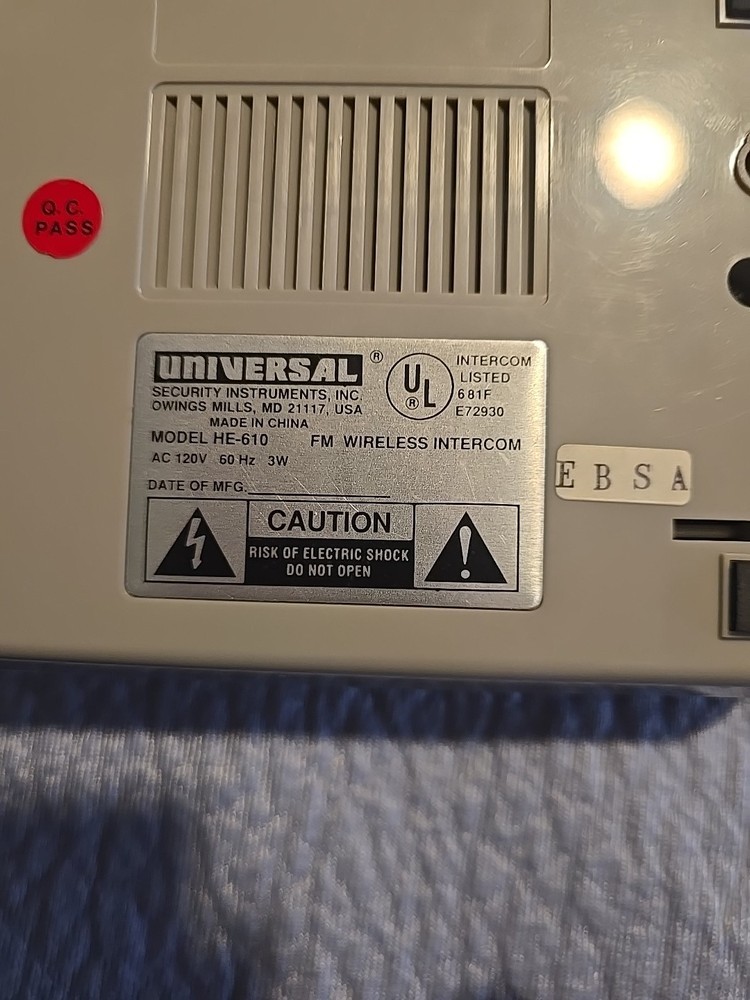 Q.C.
PASS
UNIVERSAL ®
SECURITY INSTRUMENTS, INC.
OWINGS MILLS, MD 21117, USA
MADE IN CHINA
UL ®
INTERCOM
LISTED
681F
E72930
MODEL HE-610 FM WIRELESS INTERCOM
AC 120V 60 Hz 3W
DATE OF MFG.
CAUTION
RISK OF ELECTRIC SHOCK
DO NOT OPEN
E B S A